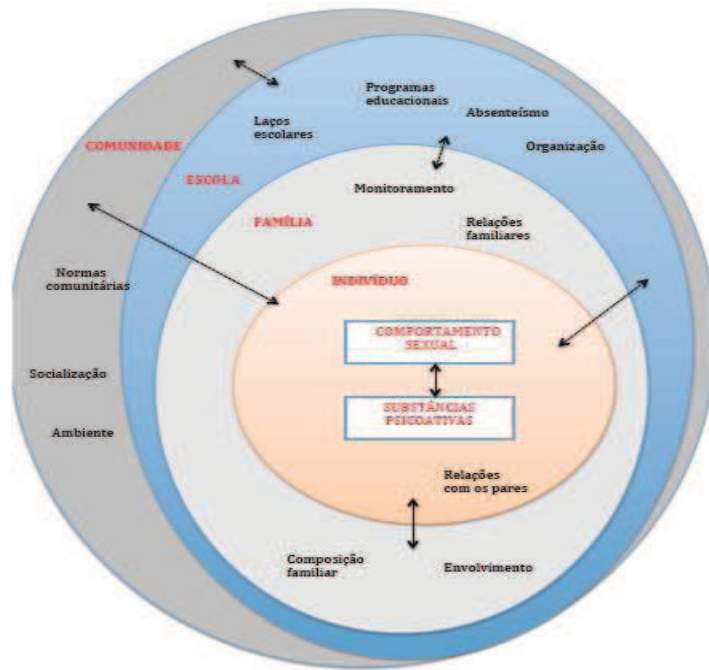 Programas
educacionais
Absenteísmo
Laços
escolares
Organização
COMUNIDADE
ESCOLA
Monitoramento
FAMÍLIA
Relações
familiares
Normas
comunitárias
INDIVÍDUO
COMPORTAMENTO
SEXUAL
Socialização
SUBSTÂNCIAS
PSICOATIVAS
Ambiente
Relações
com os pares
Composição
familiar
Envolvimento